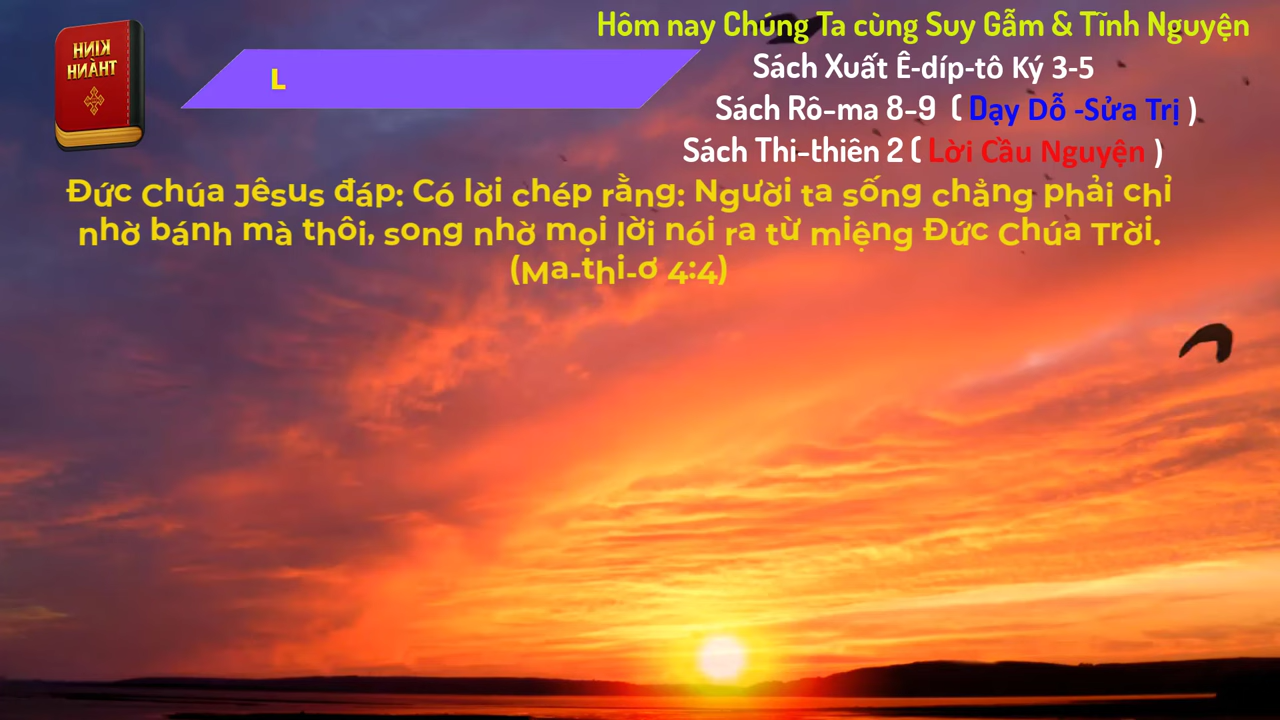 KINH
THÀNH
L
Hôm nay Chúng Ta cùng Suy Gẫm & Tĩnh Nguyện
Sách Xuất Ê-díp-tô Ký 3-5
Sách Rô-ma 8-9 ( Dạy Dỗ -Sửa Trị )
Sách Thi-thiên 2 ( Lời Cầu Nguyện )
Đức Chúa Jêsus đáp: Có lời chép rằng: Người ta sống chẳng phải chỉ
nhờ bánh mà thôi, song nhờ mọi lời nói ra từ miệng Đức Chúa Trời.
(Ma-thi-ơ 4:4)